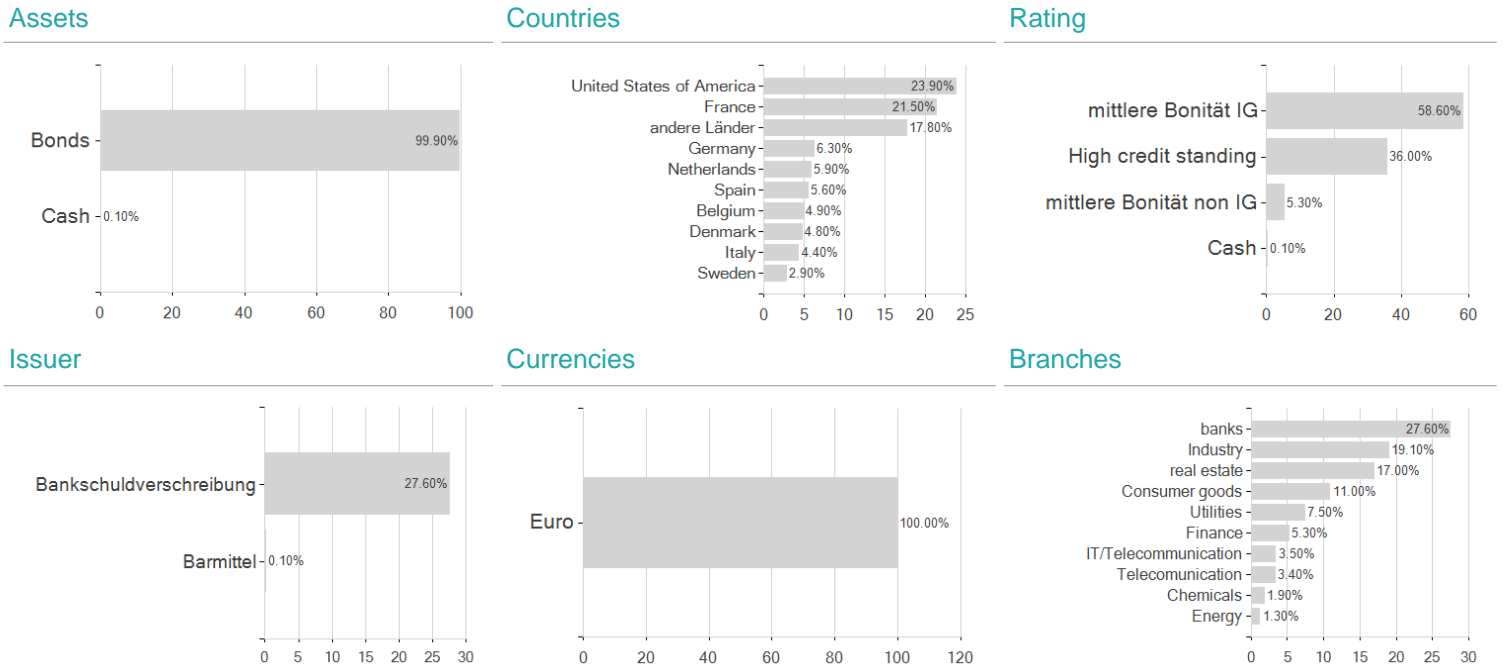 Assets
Bonds
99.90%
Cash
0.10%
0 20 40 60 80 100
Countries
United States of America
23.90%
France
21.50%
andere Länder
17.80%
Germany
6.30%
Netherlands
5.90%
Spain
5.60%
Belgium
4.90%
Denmark
4.80%
Italy
4.40%
Sweden
2.90%
0 5 10 15 20 25
Rating
mittlere Bonität IG
58.60%
High credit standing
36.00%
mittlere Bonität non IG
5.30%
Cash
0.10%
0 20 40 60
Issuer
Bankschuldverschreibung
27.60%
Barmittel
0.10%
0 5 10 15 20 25 30
Currencies
Euro
100.00%
0 20 40 60 80 100 120
Branches
banks
27.60%
Industry
19.10%
real estate
17.00%
Consumer goods
11.00%
Utilities
7.50%
Finance
5.30%
IT/Telecommunication
3.50%
Telecomunication
3.40%
Chemicals
1.90%
Energy
1.30%
0 5 10 15 20 25 30